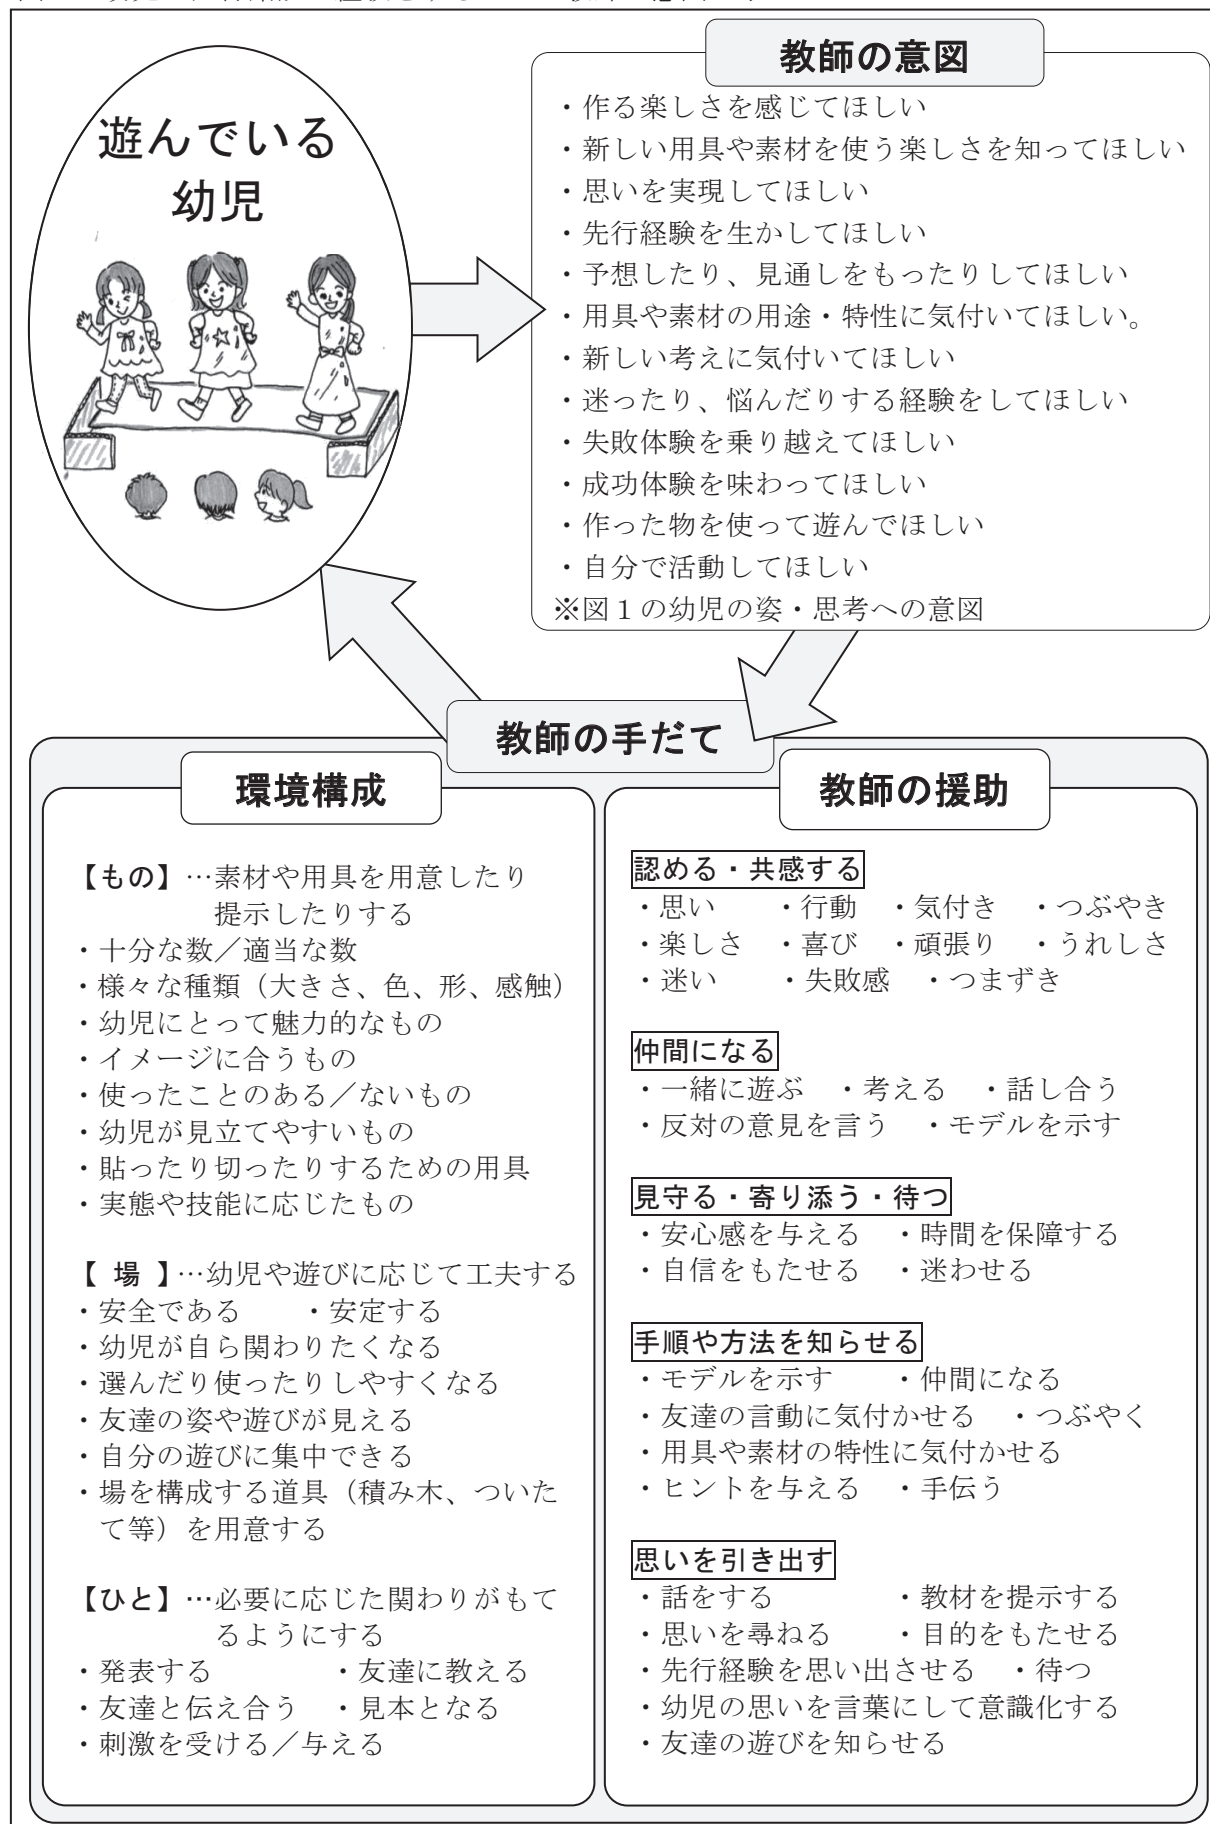 遊んでいる
幼児
教師の意図
・作る楽しさを感じてほしい
・新しい用具や素材を使う楽しさを知ってほしい
・思いを実現してほしい
・先行経験を生かしてほしい
・予想したり、見通しをもったりしてほしい
・用具や素材の用途・特性に気付いてほしい。
・新しい考えに気付いてほしい
・迷ったり、悩んだりする経験をしてほしい
・失敗体験を乗り越えてほしい
・成功体験を味わってほしい
・作った物を使って遊んでほしい
・自分で活動してほしい
※図１の幼児の姿・思考への意図
教師の手だて
環境構成
【もの】…素材や用具を用意したり
提示したりする
・十分な数／適当な数
・様々な種類（大きさ、色、形、感触）
・幼児にとって魅力的なもの
・イメージに合うもの
・使ったことのある／ないもの
・幼児が見立てやすいもの
・貼ったり切ったりするための用具
・実態や技能に応じたもの
【 場 】…幼児や遊びに応じて工夫する
・安全である　　・安定する
・幼児が自ら関わりたくなる
・選んだり使ったりしやすくなる
・友達の姿や遊びが見える
・自分の遊びに集中できる
・場を構成する道具（積み木、ついた
て等）を用意する
【ひと】…必要に応じた関わりがもて
るようにする
・発表する　　　　・友達に教える
・友達と伝え合う　・見本となる
・刺激を受ける／与える
教師の援助
認める・共感する
・思い　　・行動　・気付き　・つぶやき
・楽しさ　・喜び　・頑張り　・うれしさ
・迷い　　・失敗感　・つまずき
仲間になる
・一緒に遊ぶ　・考える　・話し合う
・反対の意見を言う　・モデルを示す
見守る・寄り添う・待つ
・安心感を与える　・時間を保障する
・自信をもたせる　・迷わせる
手順や方法を知らせる
・モデルを示す　　・仲間になる
・友達の言動に気付かせる　・つぶやく
・用具や素材の特性に気付かせる
・ヒントを与える　・手伝う
思いを引き出す
・話をする　　　　・教材を提示する
・思いを尋ねる　　・目的をもたせる
・先行経験を思い出させる　・待つ
・幼児の思いを言葉にして意識化する
・友達の遊びを知らせる